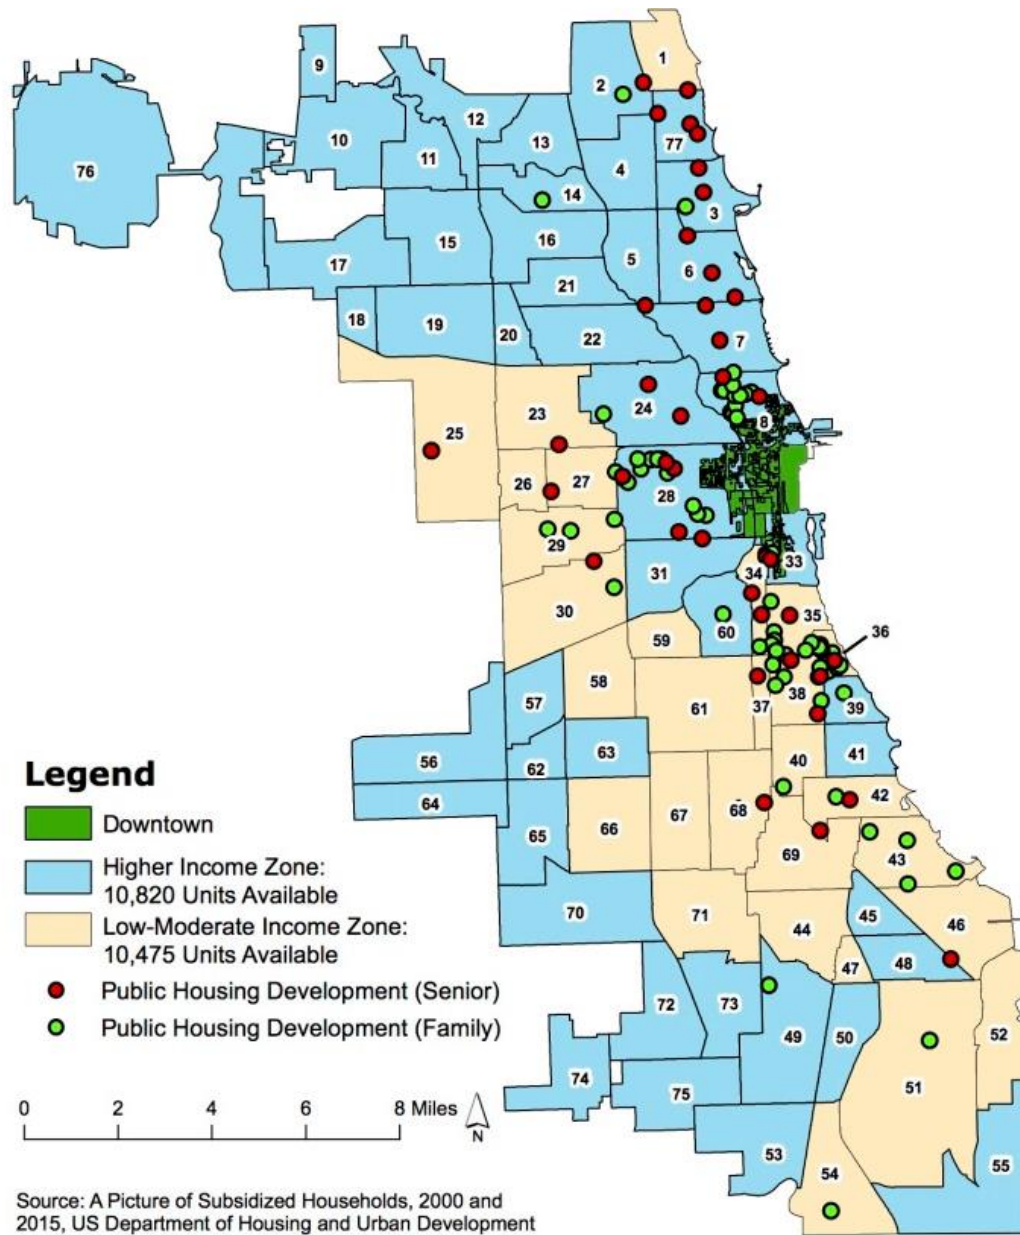 1
9
2
12
10 13 77
11
76 4
14
3
15 16
17 5 6
21
18 19 20 22 7
23 24
8
25
26 27 28
29
31 34 33
30 35
60 36
59
57 58
61 37 38 39
56 62 63 40 41
Legend
64 67 68 42
Downtown
65 66 69 43
Higher Income Zone:
10,820 Units Available
70 71 44 45 46
Low-Moderate Income Zone:
10,475 Units Available
47 48
Public Housing Development (Senior)
72 73 52
Public Housing Development (Family)
49 50
74 51
75
0 2 4 6 8 Miles
N
53 54 55
Source: A Picture of Subsidized Households, 2000 and
2015, US Department of Housing and Urban Development